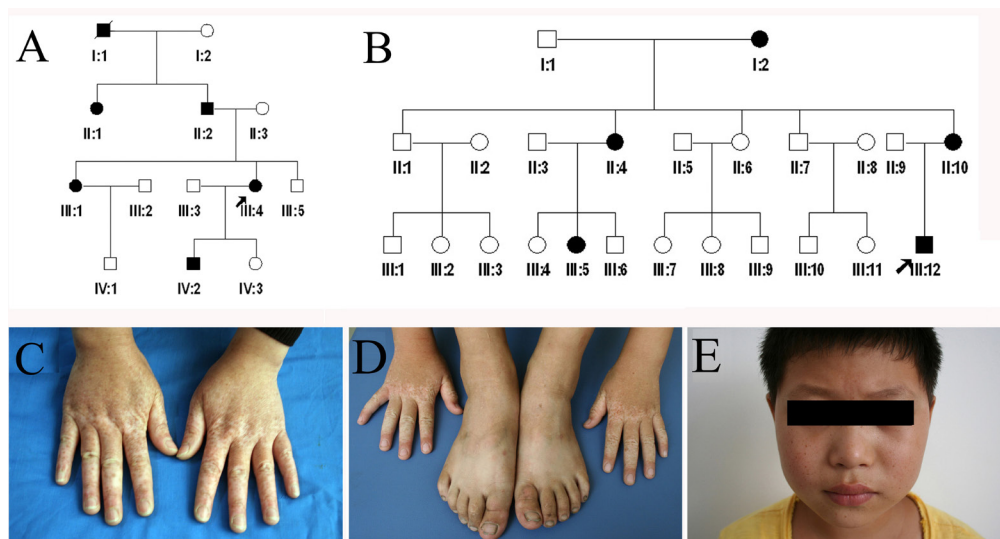 A
I:1
I:2
II:1
II:2
II:3
III:1
III:2
III:3
III:4
III:5
IV:1
IV:2
IV:3
B
I:1
I:2
II:1
II:2
II:3
II:4
II:5
II:6
II:7
II:8
II:9
II:10
III:1
III:2
III:3
III:4
III:5
III:6
III:7
III:8
III:9
III:10
III:11
III:12
C
D
E